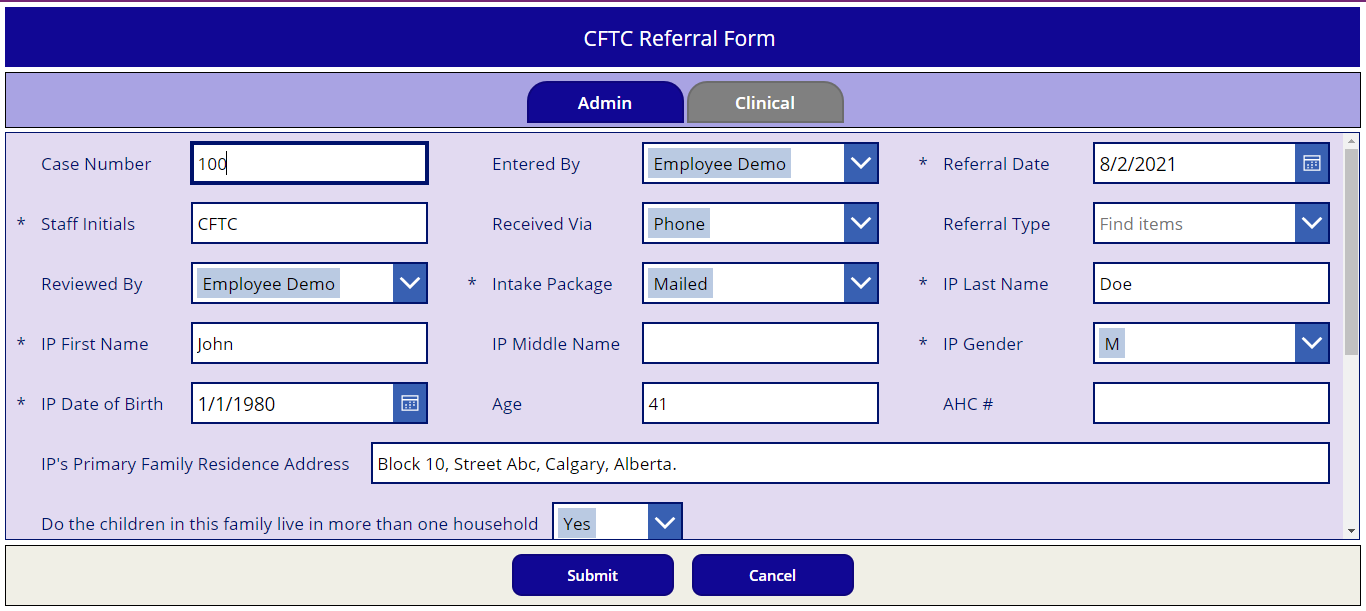 CFTC Referral Form
Admin Clinical
Case Number 100 Entered By Employee Demo * Referral Date 8/2/2021
* Staff Initials CFTC Received Via Phone Referral Type Find items
Reviewed By Employee Demo * Intake Package Mailed * IP Last Name Doe
* IP First Name John IP Middle Name * IP Gender M
* IP Date of Birth 1/1/1980 Age 41 AHC #
IP's Primary Family Residence Address Block 10, Street Abc, Calgary, Alberta.
Do the children in this family live in more than one household Yes
Submit Cancel